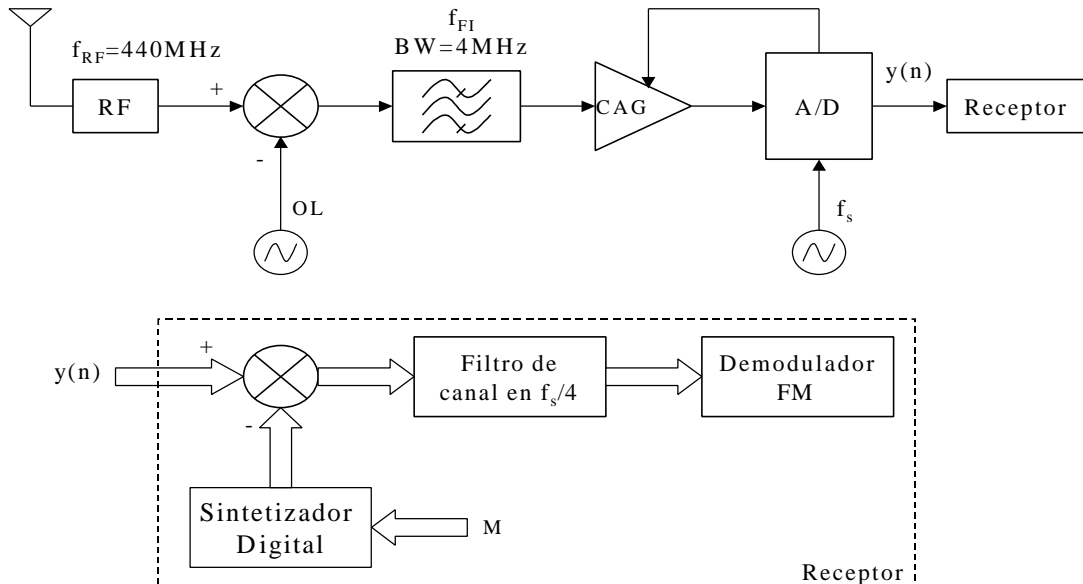 f_FI
BW=4MHz
f_RF=440MHz
RF
+
-
OL
CAG
A/D
f_s
y(n)
Receptor
y(n)
+
-
Filtro de
canal en f_s/4
Demodulador
FM
Sintetizador
Digital
M
Receptor